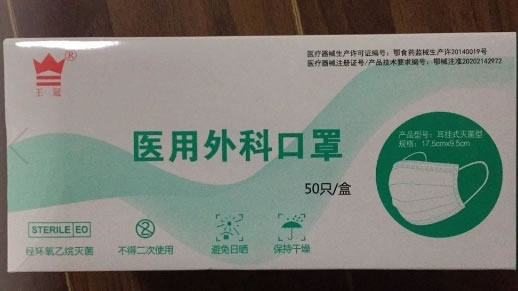 医疗器械生产许可证编号：鄂食药监械生产许20140019号
医疗器械注册证号/产品技术要求编号：鄂械注准20202142972
®
王冠
医用外科口罩
50只/盒
产品型号：耳挂式灭菌型
规格：17.5cmx9.5cm
STERILE EO
经环氧乙烷灭菌
2
不得二次使用
避免日晒
保持干燥